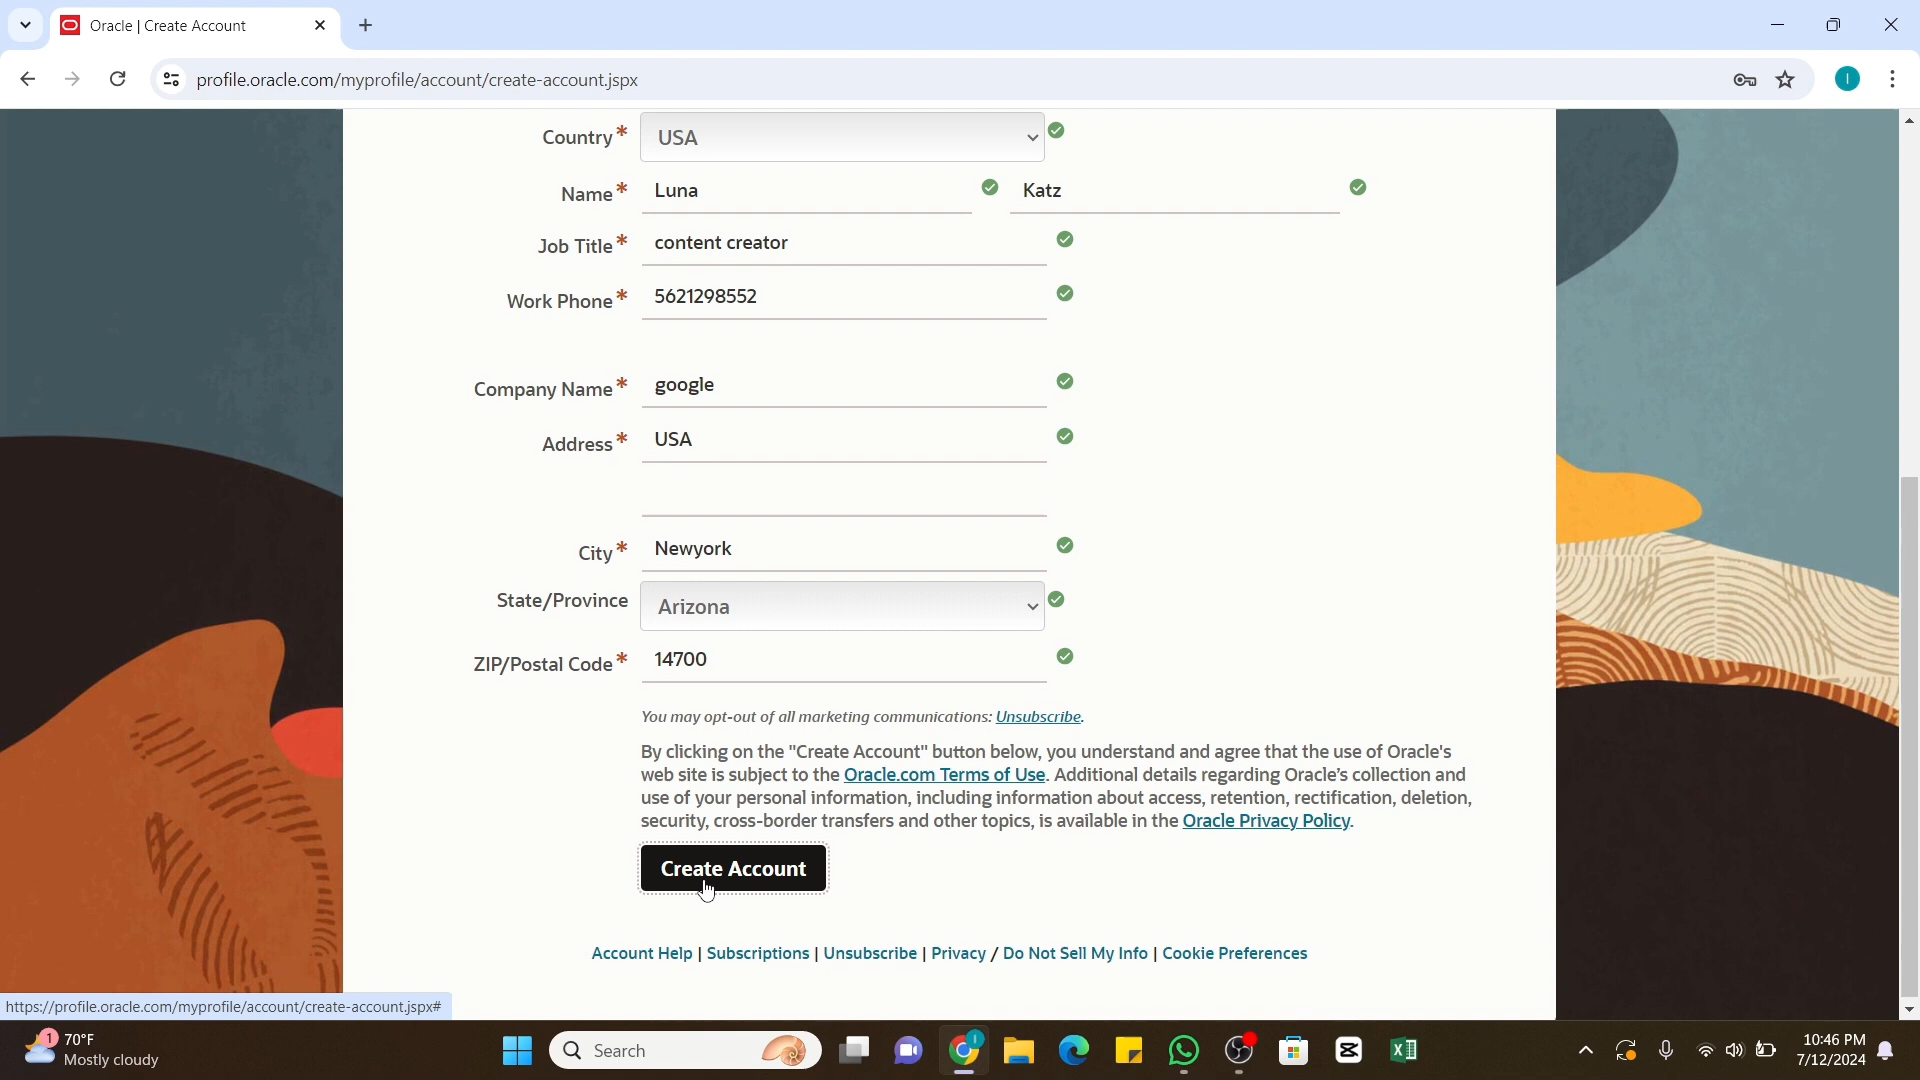 Oracle | Create Account
profile.oracle.com/myprofile/account/create-account.jspx
I
Country* USA
Name* Luna Katz
Job Title* content creator
Work Phone* 5621298552
Company Name* google
Address* USA
City* Newyork
State/Province Arizona
ZIP/Postal Code* 14700
You may opt-out of all marketing communications: Unsubscribe.
By clicking on the "Create Account" button below, you understand and agree that the use of Oracle's
web site is subject to the Oracle.com Terms of Use. Additional details regarding Oracle's collection and
use of your personal information, including information about access, retention, rectification, deletion,
security, cross-border transfers and other topics, is available in the Oracle Privacy Policy.
Create Account
Account Help | Subscriptions | Unsubscribe | Privacy / Do Not Sell My Info | Cookie Preferences
https://profile.oracle.com/myprofile/account/create-account.jspx#
1
70°F
Mostly cloudy
Search
I
10:46 PM
7/12/2024